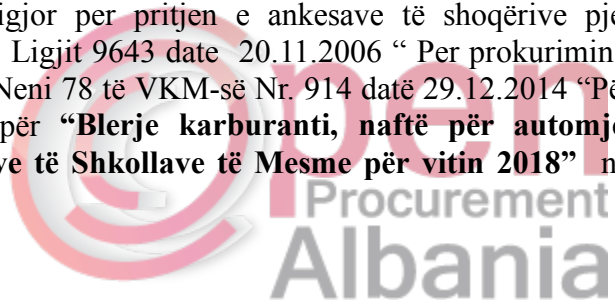 igjor per pritjen e ankesave të shoqërive pje
Ligjit 9643 date 20.11.2006 “ Per prokurimin
Neni 78 të VKM-së Nr. 914 datë 29.12.2014 “Pë
për “Blerje karburanti, naftë për automje
ve të Shkollave të Mesme për vitin 2018” n
Open
Procurement
Albania